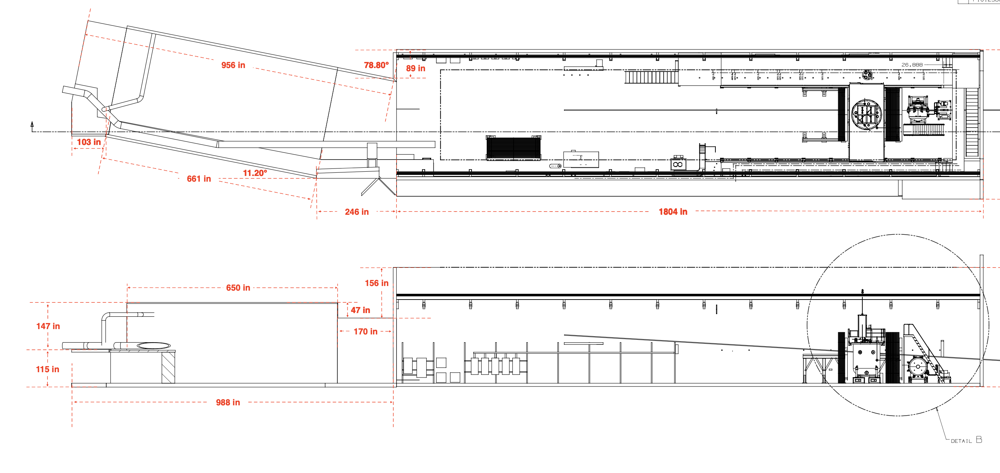 956 in
78.80°
89 in
26.888
103 in
11.20°
661 in
246 in
1804 in
156 in
650 in
47 in
147 in
170 in
115 in
988 in
DETAIL B